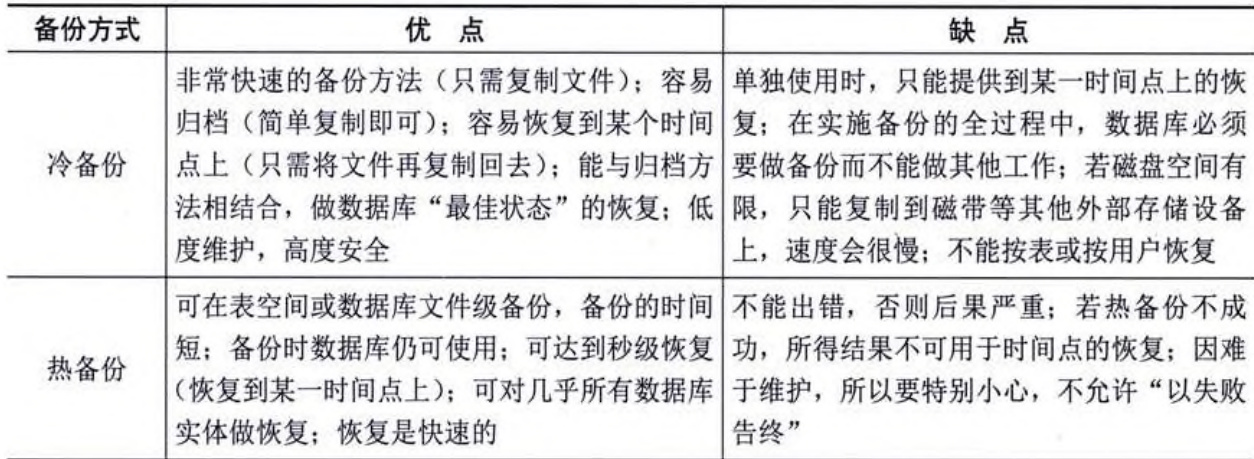 备份方式 优 点 缺 点
冷备份
非常快速的备份方法（只需复制文件）；容易
归档（简单复制即可）；容易恢复到某个时间
点上（只需将文件再复制回去）；能与归档方
法相结合，做数据库“最佳状态”的恢复；低
度维护，高度安全
单独使用时，只能提供到某一时间点上的恢
复；在实施备份的全过程中，数据库必须
要做备份而不能做其他工作；若磁盘空间有
限，只能复制到磁带等其他外部存储设备
上，速度会很慢；不能按表或按用户恢复
热备份
可在表空间或数据库文件级备份，备份的时间
短；备份时数据库仍可使用；可达到秒级恢复
（恢复到某一时间点上）；可对几乎所有数据库
实体做恢复；恢复是快速的
不能出错，否则后果严重；若热备份不成
功，所得结果不可用于时间点的恢复；因难
于维护，所以要特别小心，不允许“以失败
告终”